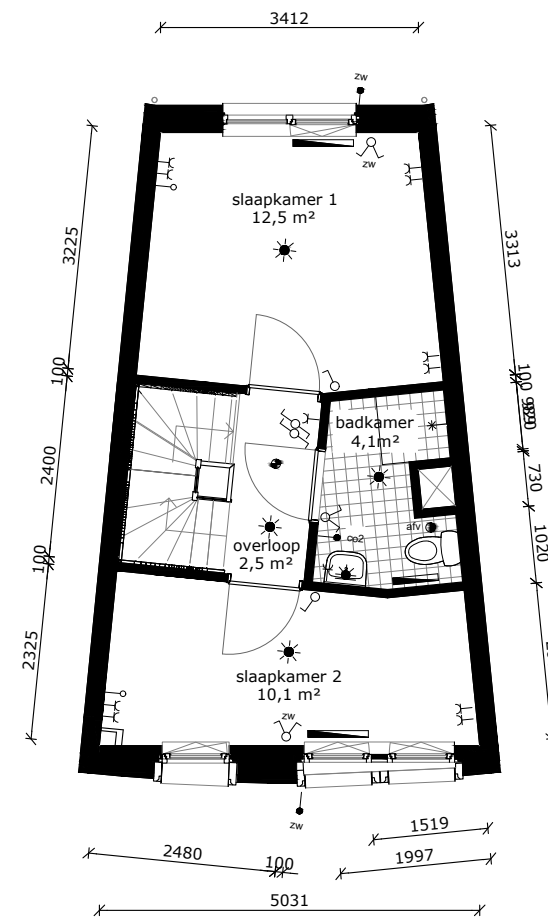 3412
zw
zw
slaapkamer 1
12,5 m²
3225
3313
100
100
badkamer
4,1m²
2400
730
afv
co2
overloop
2,5 m²
1020
100
2325
slaapkamer 2
10,1 m²
zw
zw
1519
2480
100
1997
5031